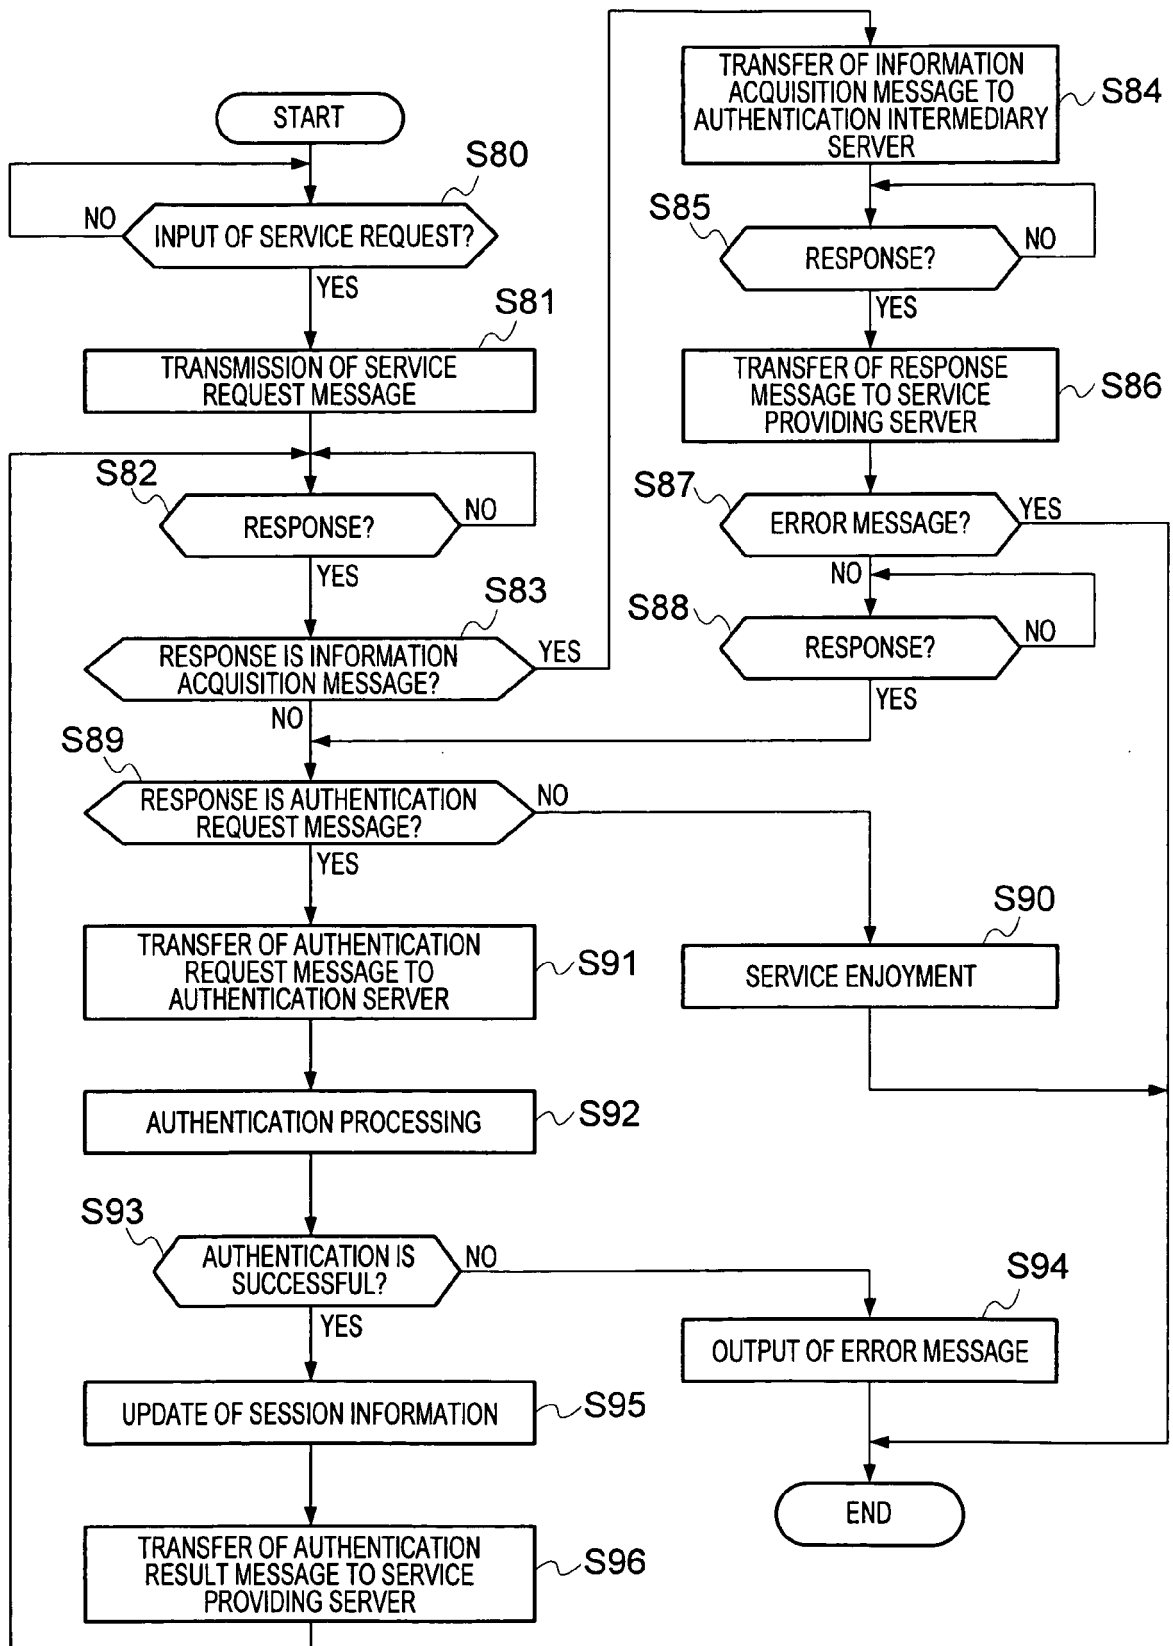 START
S80
NO
INPUT OF SERVICE REQUEST?
YES
S81
TRANSMISSION OF SERVICE
REQUEST MESSAGE
S82
RESPONSE?
NO
YES
S83
RESPONSE IS INFORMATION
ACQUISITION MESSAGE?
YES
NO
TRANSFER OF INFORMATION
ACQUISITION MESSAGE TO
AUTHENTICATION INTERMEDIARY
SERVER
S84
S85
RESPONSE?
NO
YES
TRANSFER OF RESPONSE
MESSAGE TO SERVICE
PROVIDING SERVER
S86
S87
ERROR MESSAGE?
YES
NO
S88
RESPONSE?
NO
YES
S89
RESPONSE IS AUTHENTICATION
REQUEST MESSAGE?
NO
YES
S90
SERVICE ENJOYMENT
TRANSFER OF AUTHENTICATION
REQUEST MESSAGE TO
AUTHENTICATION SERVER
S91
AUTHENTICATION PROCESSING
S92
S93
AUTHENTICATION IS
SUCCESSFUL?
NO
YES
S94
OUTPUT OF ERROR MESSAGE
UPDATE OF SESSION INFORMATION
S95
END
TRANSFER OF AUTHENTICATION
RESULT MESSAGE TO SERVICE
PROVIDING SERVER
S96